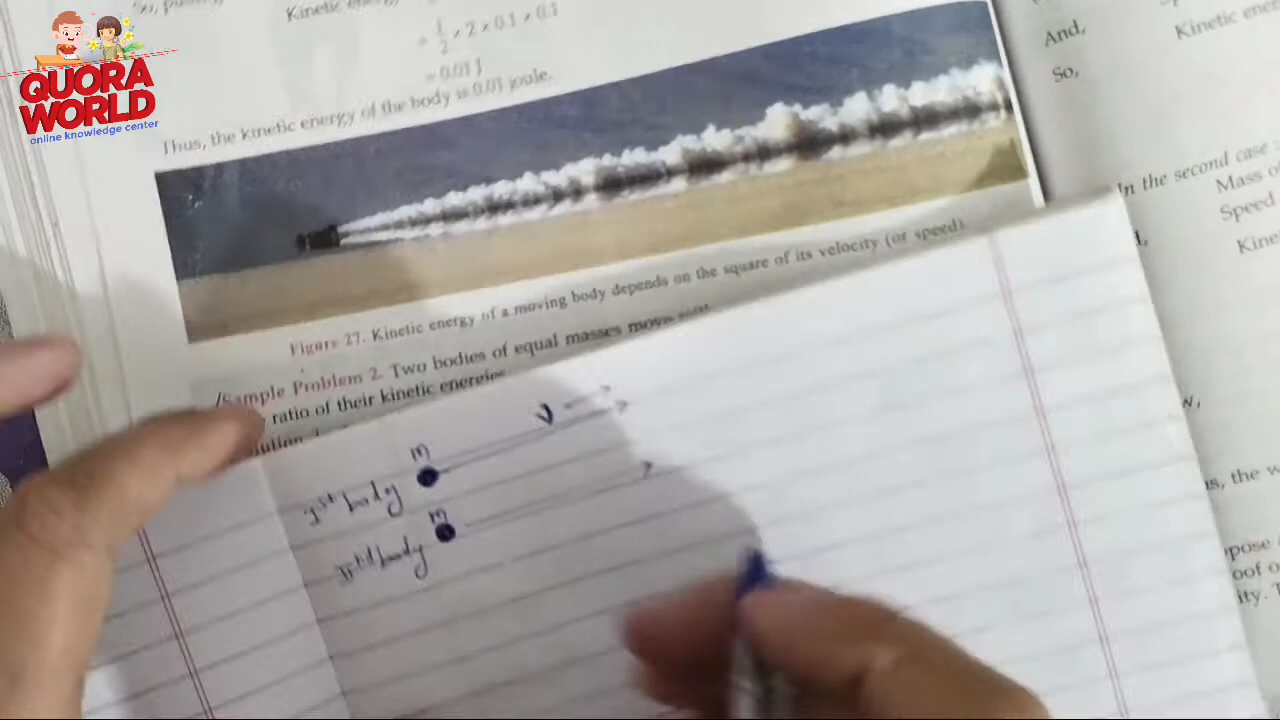 QUORA
WORLD
online knowledge center
Kinetic
= 1/2 × 2 × 0.1 × 0.1
= 0.01 J
Thus, the kinetic energy of the body is 0.01 joule.
Figure 27. Kinetic energy of a moving body depends on the square of its velocity (or speed).
Sample Problem 2. Two bodies of equal masses move
ratio of their kinetic energies
m
V
Ist body
m
IInd body
And,
Kinetic ener
So,
In the second case :
Mass o
Speed
Kine